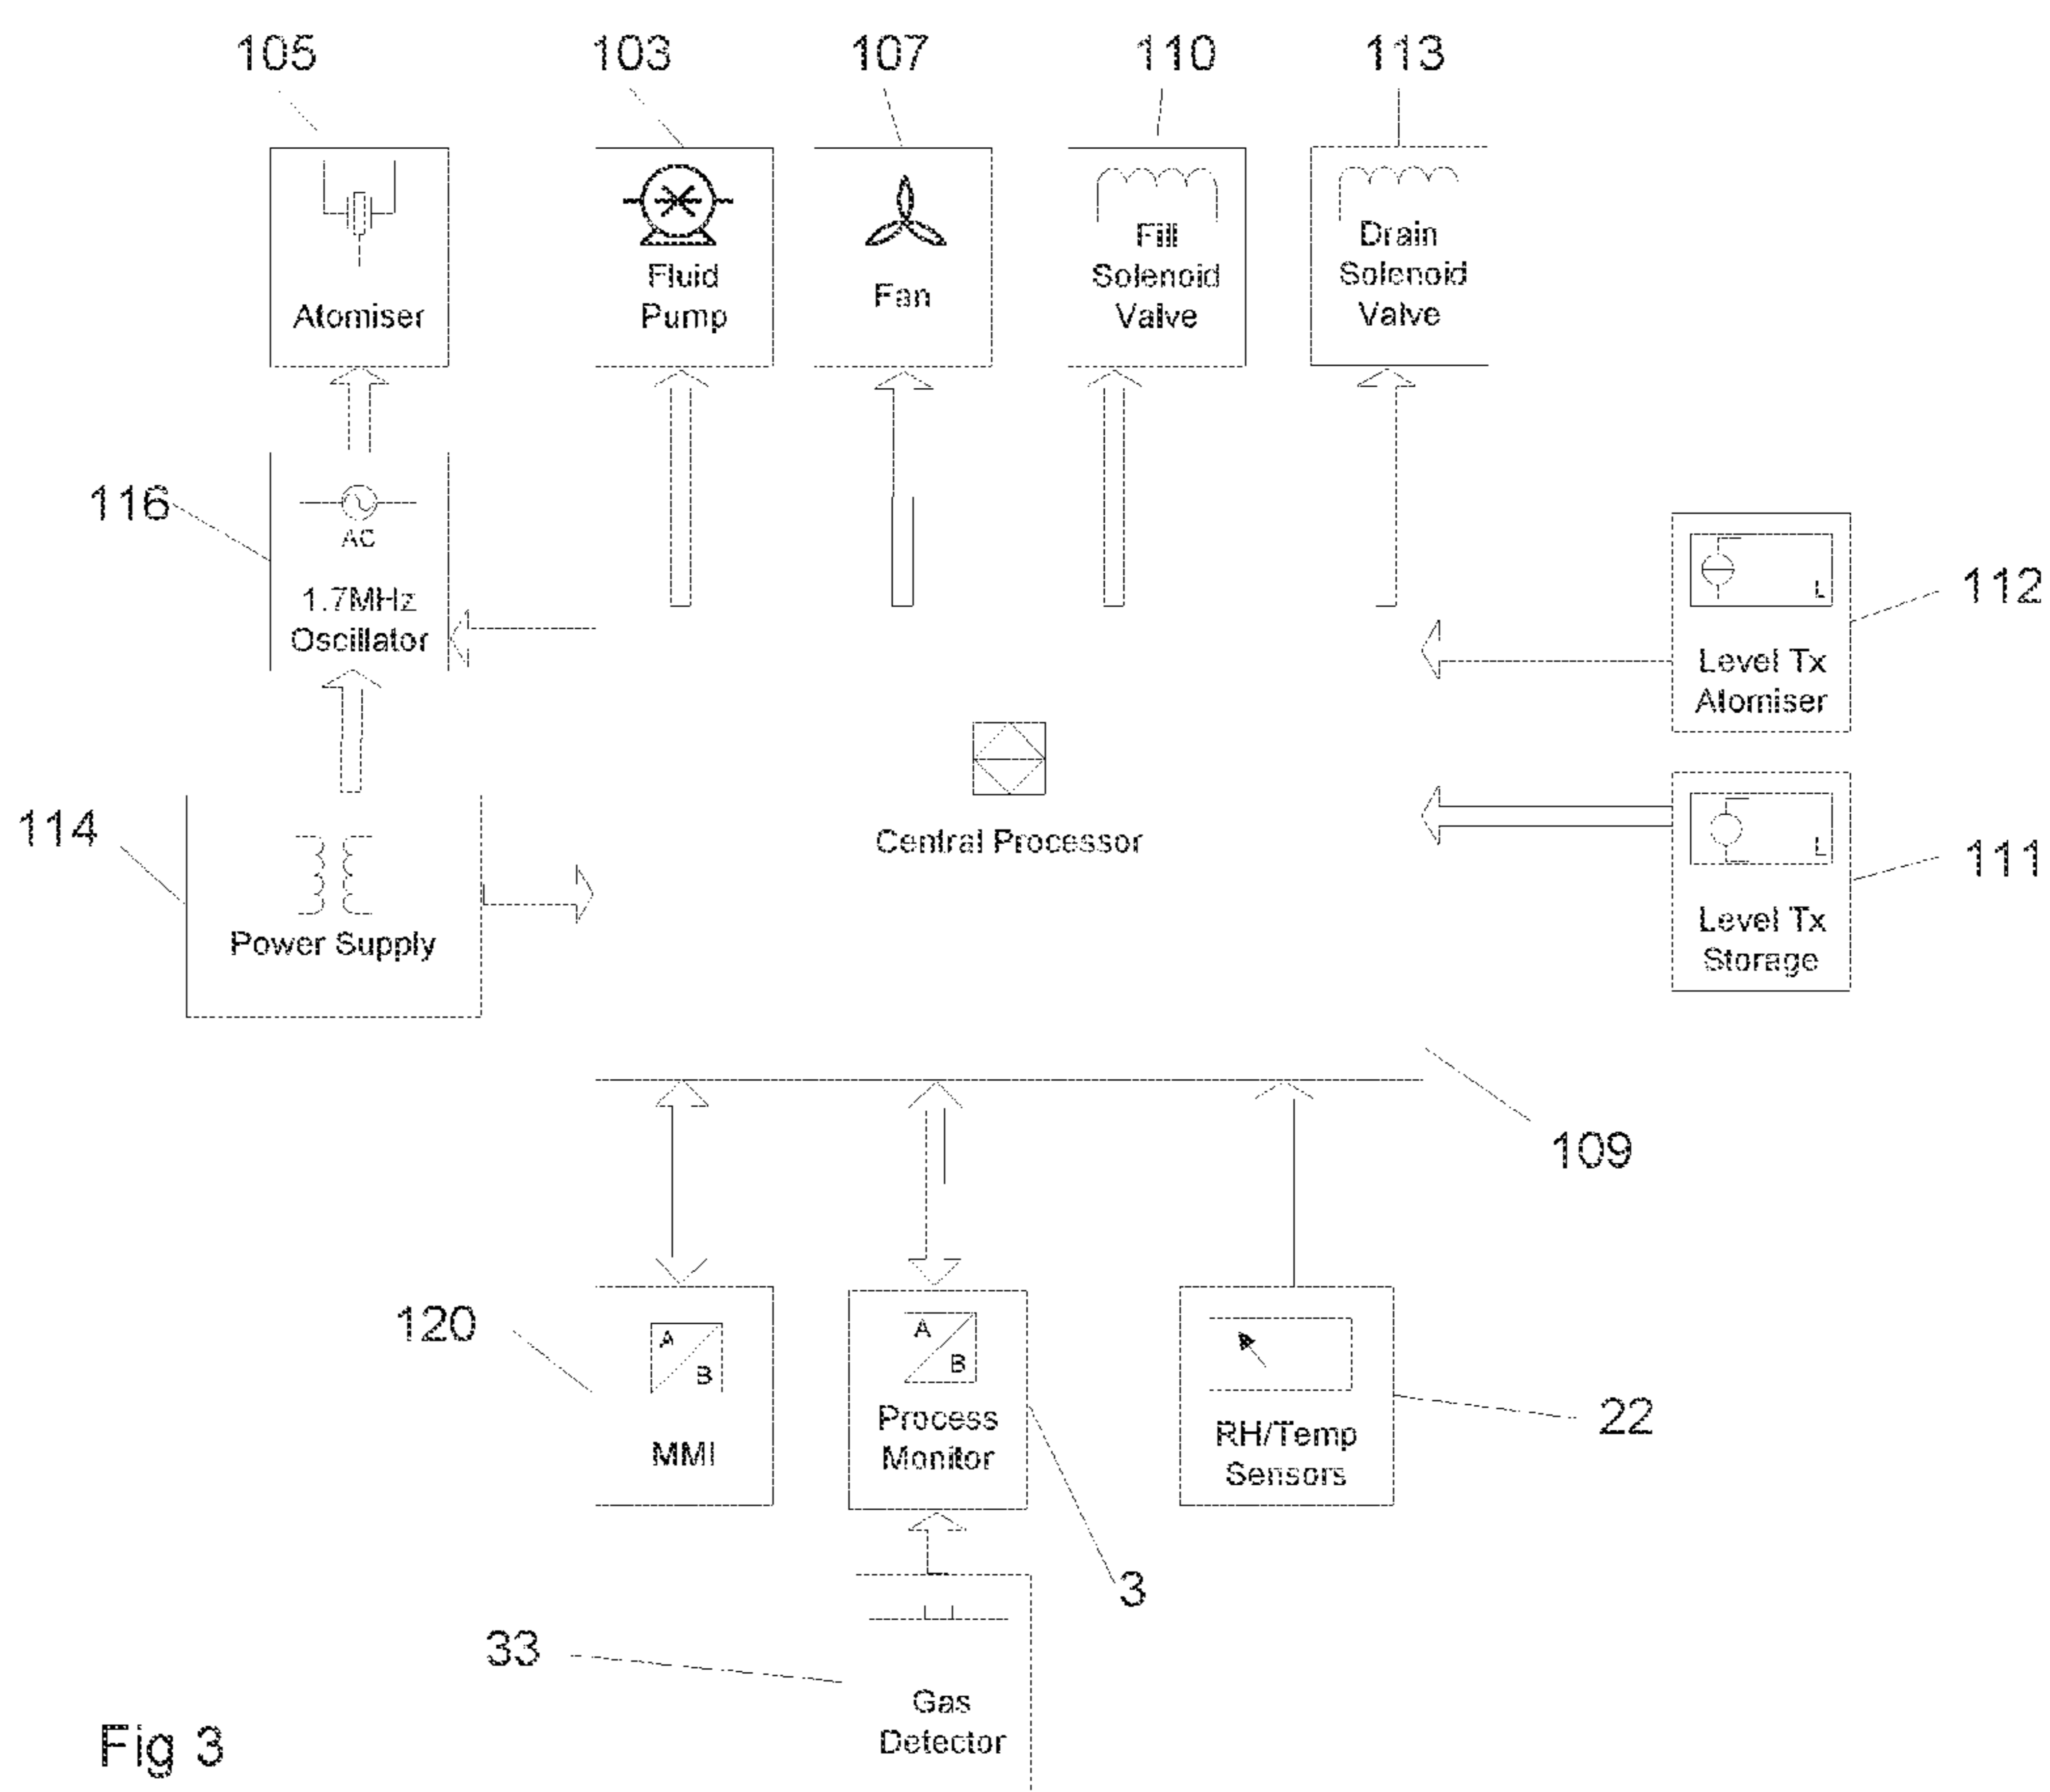 105
103
107
110
113
Atomiser
Fluid
Pump
Fan
Fill
Solenoid
Valve
Drain
Solenoid
Valve
116
AC
1.7MHz
Oscillator
L
Level Tx
Atomiser
112
114
Power Supply
Central Processor
L
Level Tx
Storage
111
109
120
A
B
MMI
A
B
Process
Monitor
RH/Temp
Sensors
22
3
33
Gas
Detector
Fig 3